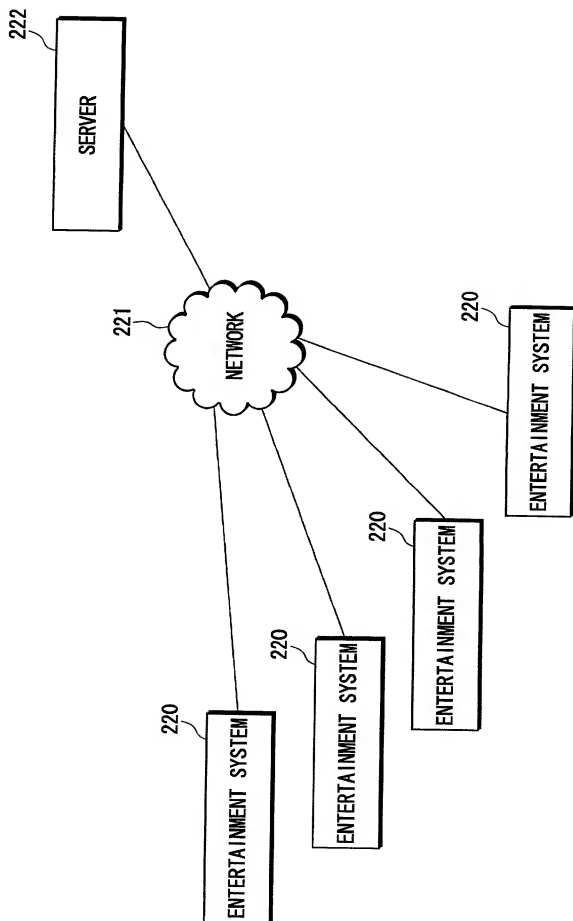 222
SERVER
221
NETWORK
220
ENTERTAINMENT SYSTEM
220
ENTERTAINMENT SYSTEM
220
ENTERTAINMENT SYSTEM
220
ENTERTAINMENT SYSTEM